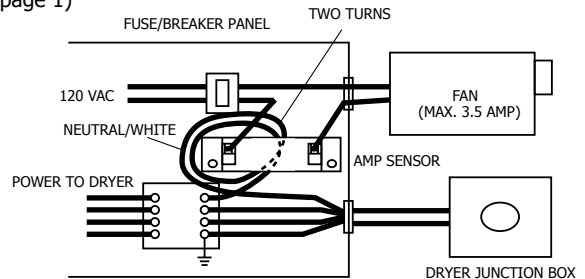 page 1)
FUSE/BREAKER PANEL
TWO TURNS
120 VAC
FAN
(MAX. 3.5 AMP)
NEUTRAL/WHITE
AMP SENSOR
POWER TO DRYER
DRYER JUNCTION BOX